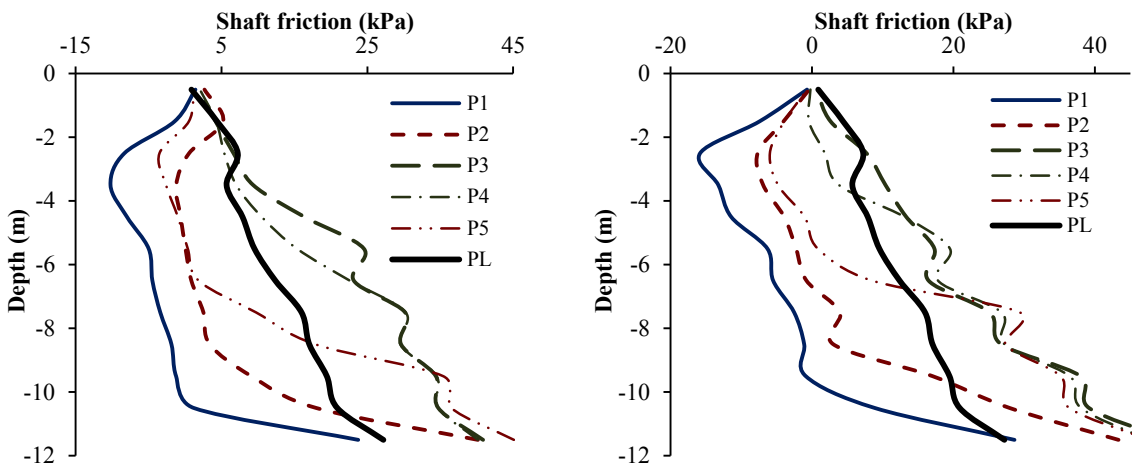 Shaft friction (kPa)
-15 5 25 45
0
-2
-4
-6
-8
-10
-12
Depth (m)
P1
P2
P3
P4
P5
PL
Shaft friction (kPa)
-20 0 20 40
0
-2
-4
-6
-8
-10
-12
Depth (m)
P1
P2
P3
P4
P5
PL